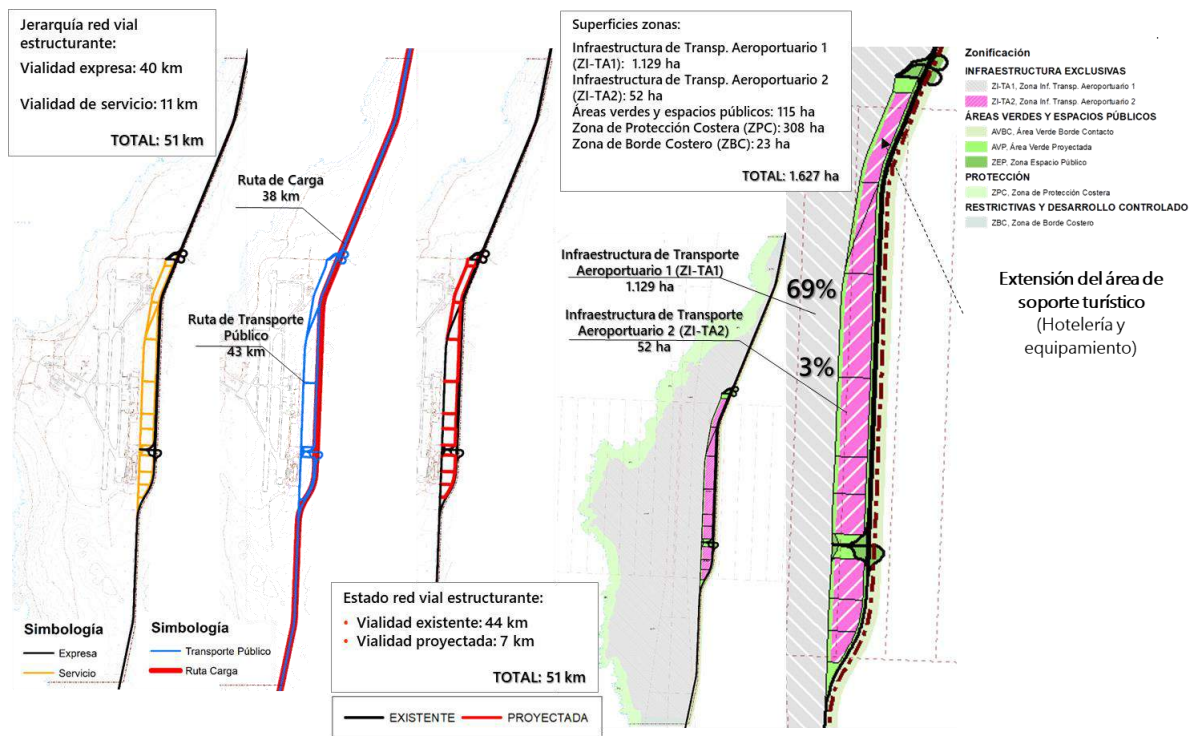 Jerarquía red vial
estructurante:
Vialidad expresa: 40 km
Vialidad de servicio: 11 km
TOTAL: 51 km
Ruta de Carga
38 km
Ruta de Transporte
Público
43 km
Simbología
Expresa
Servicio
Simbología
Transporte Público
Ruta Carga
Estado red vial estructurante:
• Vialidad existente: 44 km
• Vialidad proyectada: 7 km
TOTAL: 51 km
EXISTENTE
PROYECTADA
Superficies zonas:
Infraestructura de Transp. Aeroportuario 1
(ZI-TA1): 1.129 ha
Infraestructura de Transp. Aeroportuario 2
(ZI-TA2): 52 ha
Áreas verdes y espacios públicos: 115 ha
Zona de Protección Costera (ZPC): 308 ha
Zona de Borde Costero (ZBC): 23 ha
TOTAL: 1.627 ha
Infraestructura de Transporte
Aeroportuario 1 (ZI-TA1)
1.129 ha
69%
Infraestructura de Transporte
Aeroportuario 2 (ZI-TA2)
52 ha
3%
Zonificación
INFRAESTRUCTURA EXCLUSIVAS
ZI-TA1, Zona Inf. Transp. Aeroportuario 1
ZI-TA2, Zona Inf. Transp. Aeroportuario 2
ÁREAS VERDES Y ESPACIOS PÚBLICOS
AVBC, Área Verde Borde Contacto
AVP, Área Verde Proyectada
ZEP, Zona Espacio Público
PROTECCIÓN
ZPC, Zona de Protección Costera
RESTRICTIVAS Y DESARROLLO CONTROLADO
ZBC, Zona de Borde Costero
Extensión del área de
soporte turístico
(Hotelería y
equipamiento)